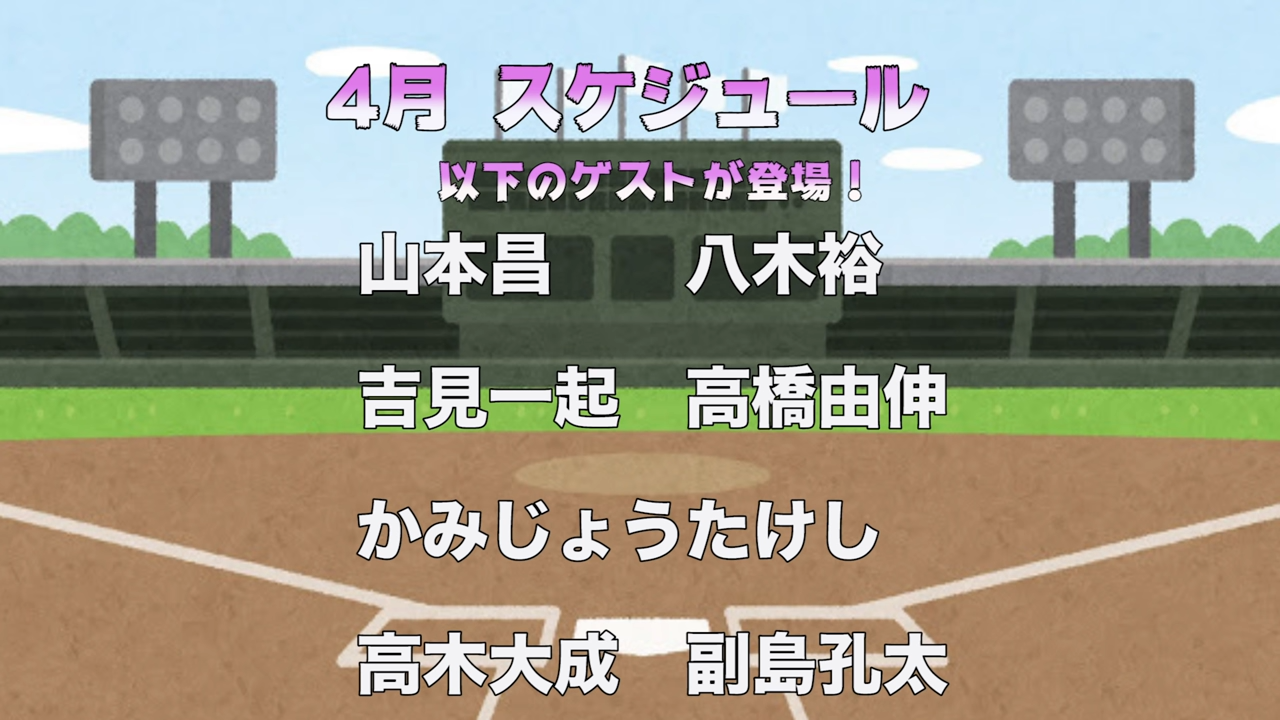 4月 スケジュール
以下のゲストが登場！
山本昌　八木裕
吉見一起　高橋由伸
かみじょうたけし
高木大成　副島孔太